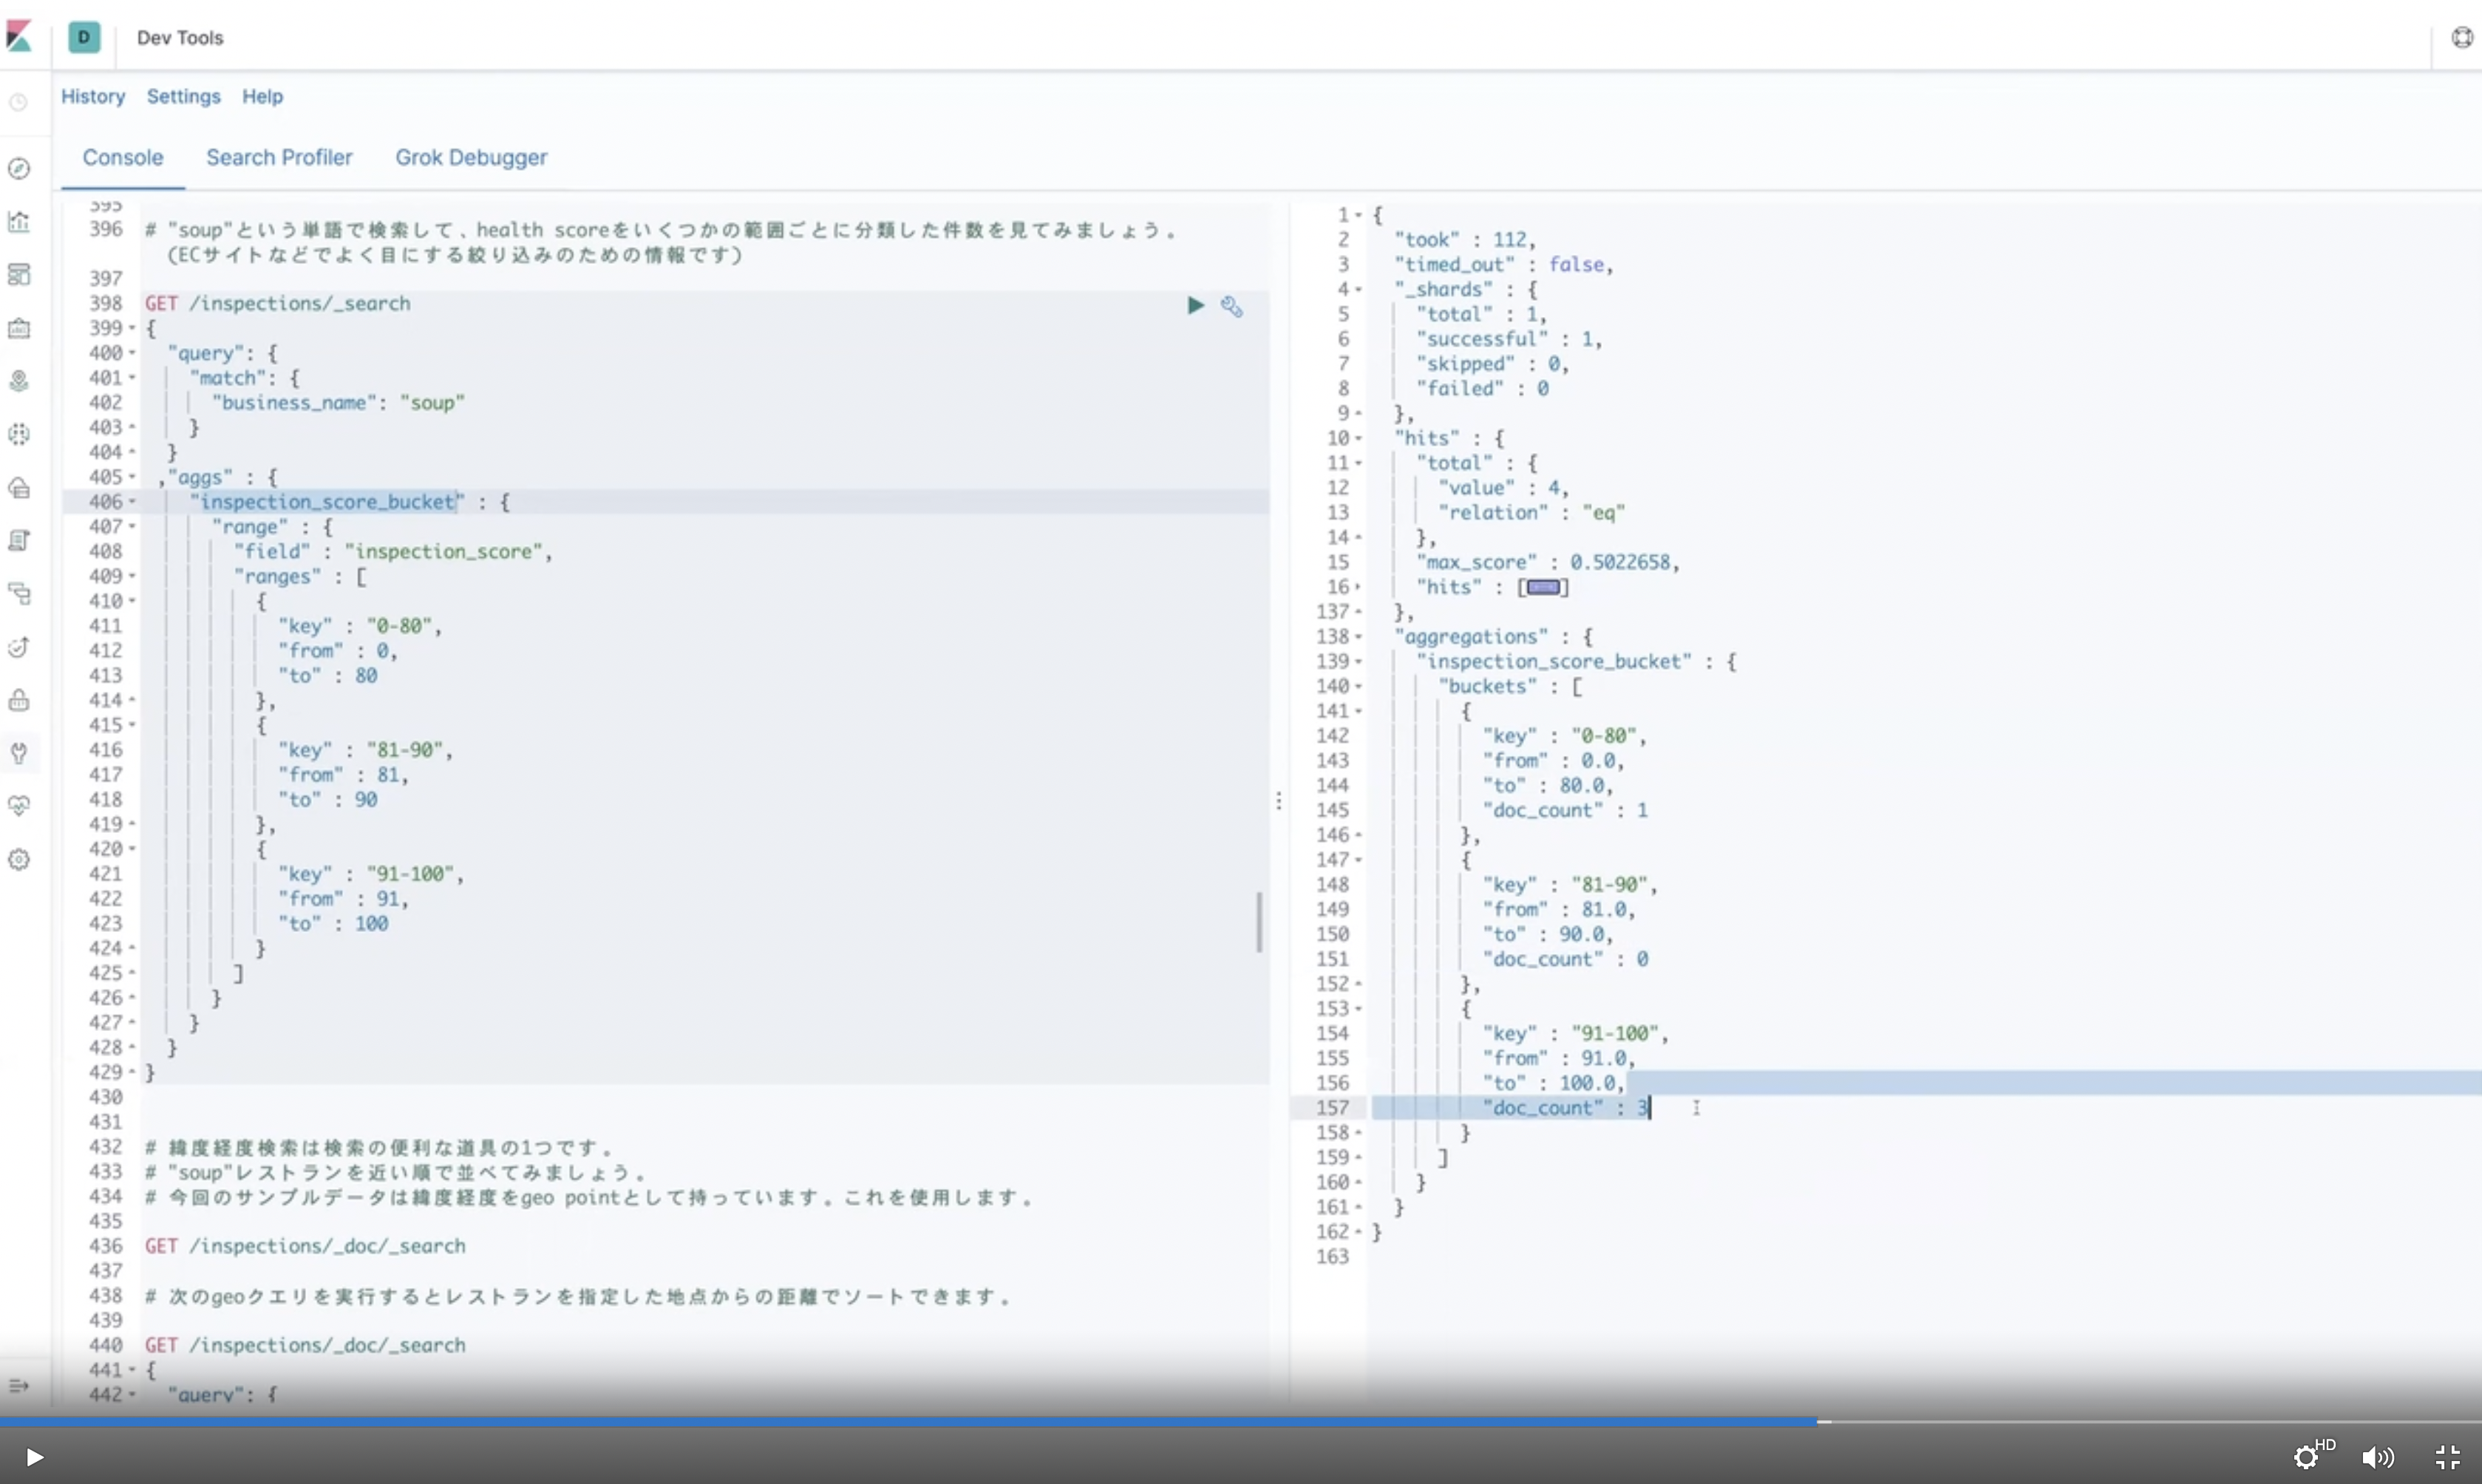 D Dev Tools
History Settings Help
Console Search Profiler Grok Debugger
395
396 # "soup"という単語で検索して、health scoreをいくつかの範囲ごとに分類した件数を見てみましょう。
(ECサイトなどでよく目にする絞り込みのための情報です)
397
398 GET /inspections/_search
399 {
400 "query": {
401 "match": {
402 "business_name": "soup"
403 }
404 }
405 ,"aggs" : {
406 "inspection_score_bucket" : {
407 "range" : {
408 "field" : "inspection_score",
409 "ranges" : [
410 {
411 "key" : "0-80",
412 "from" : 0,
413 "to" : 80
414 },
415 {
416 "key" : "81-90",
417 "from" : 81,
418 "to" : 90
419 },
420 {
421 "key" : "91-100",
422 "from" : 91,
423 "to" : 100
424 }
425 ]
426 }
427 }
428 }
429 }
430
431
432 # 緯度経度検索は検索の便利な道具の1つです。
433 # "soup"レストランを近い順で並べてみましょう。
434 # 今回のサンプルデータは緯度経度をgeo pointとして持っています。これを使用します。
435
436 GET /inspections/_doc/_search
437
438 # 次のgeoクエリを実行するとレストランを指定した地点からの距離でソートできます。
439
440 GET /inspections/_doc/_search
441 {
442 "query": {
1 {
2 "took" : 112,
3 "timed_out" : false,
4 "_shards" : {
5 "total" : 1,
6 "successful" : 1,
7 "skipped" : 0,
8 "failed" : 0
9 },
10 "hits" : {
11 "total" : {
12 "value" : 4,
13 "relation" : "eq"
14 },
15 "max_score" : 0.5022658,
16 "hits" : []
137 },
138 "aggregations" : {
139 "inspection_score_bucket" : {
140 "buckets" : [
141 {
142 "key" : "0-80",
143 "from" : 0.0,
144 "to" : 80.0,
145 "doc_count" : 1
146 },
147 {
148 "key" : "81-90",
149 "from" : 81.0,
150 "to" : 90.0,
151 "doc_count" : 0
152 },
153 {
154 "key" : "91-100",
155 "from" : 91.0,
156 "to" : 100.0,
157 "doc_count" : 3
158 }
159 ]
160 }
161 }
162 }
163
HD